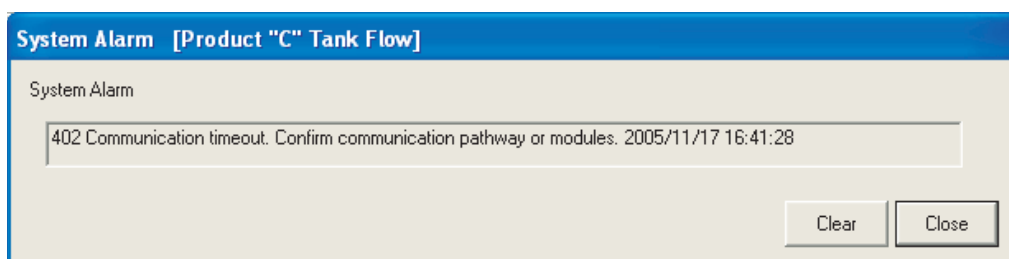 System Alarm [Product "C" Tank Flow]
System Alarm
402 Communication timeout. Confirm communication pathway or modules. 2005/11/17 16:41:28
Clear Close